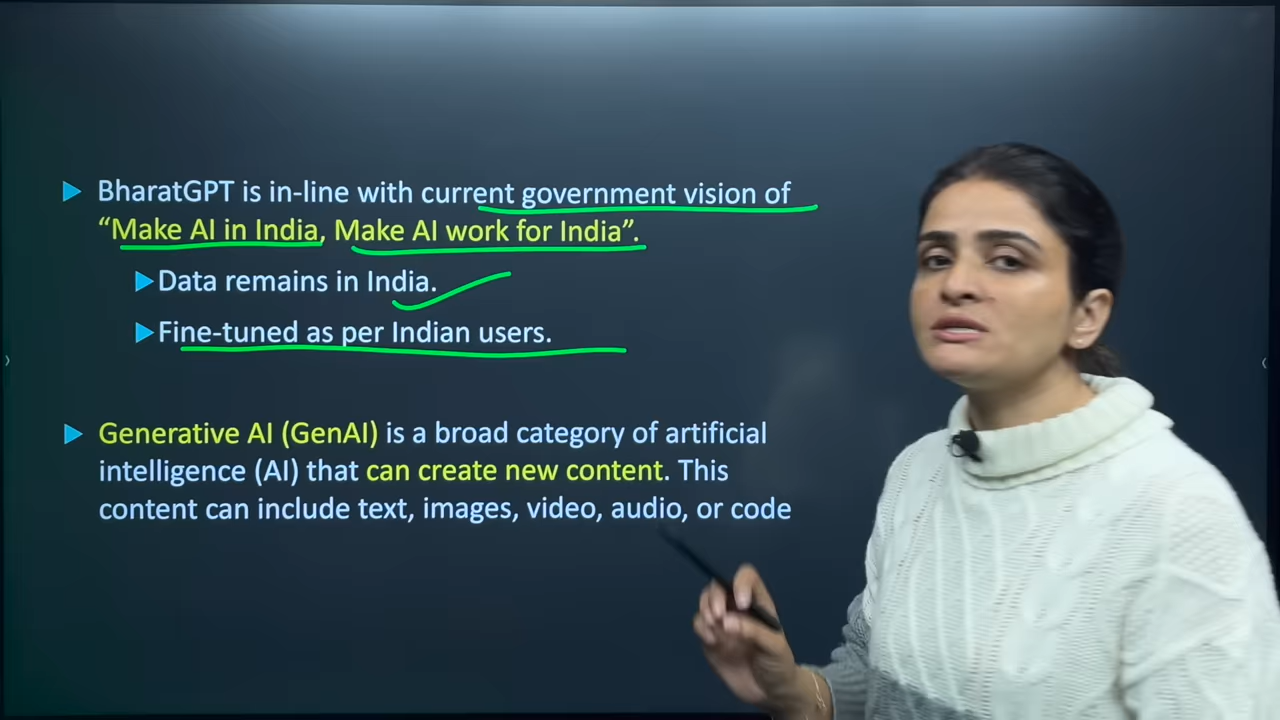 BharatGPT is in-line with current government vision of
“Make AI in India, Make AI work for India”.
Data remains in India.
Fine-tuned as per Indian users.
Generative AI (GenAI) is a broad category of artificial
intelligence (AI) that can create new content. This
content can include text, images, video, audio, or code